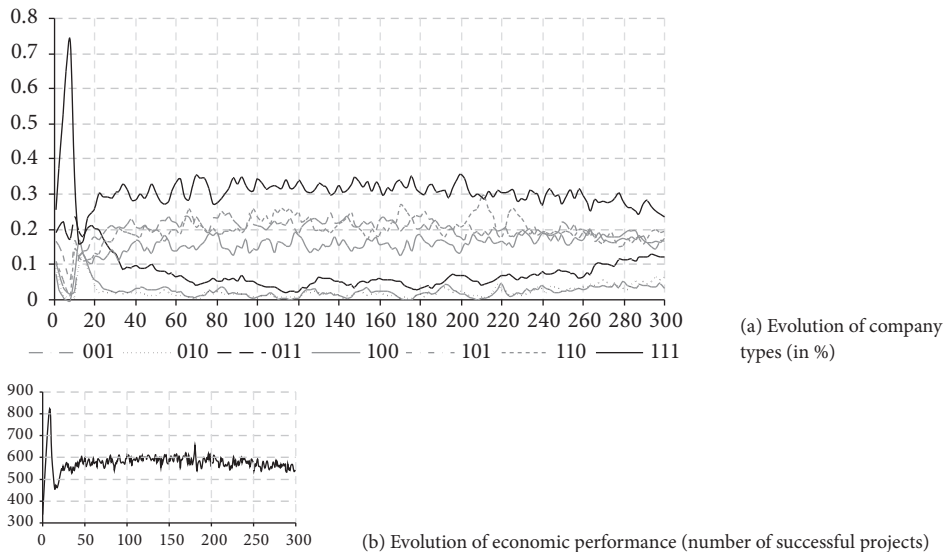 0.8
0.7
0.6
0.5
0.4
0.3
0.2
0.1
0
0 20 40 60 80 100 120 140 160 180 200 220 240 260 280 300
001 010 011 100 101 110 111
(a) Evolution of company
types (in %)
900
800
700
600
500
400
300
0 50 100 150 200 250 300
(b) Evolution of economic performance (number of successful projects)